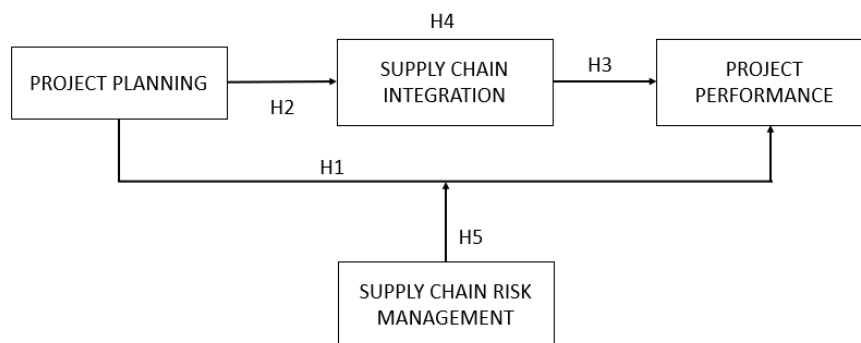 H4
PROJECT PLANNING
SUPPLY CHAIN
INTEGRATION
PROJECT
PERFORMANCE
H2
H3
H1
H5
SUPPLY CHAIN RISK
MANAGEMENT